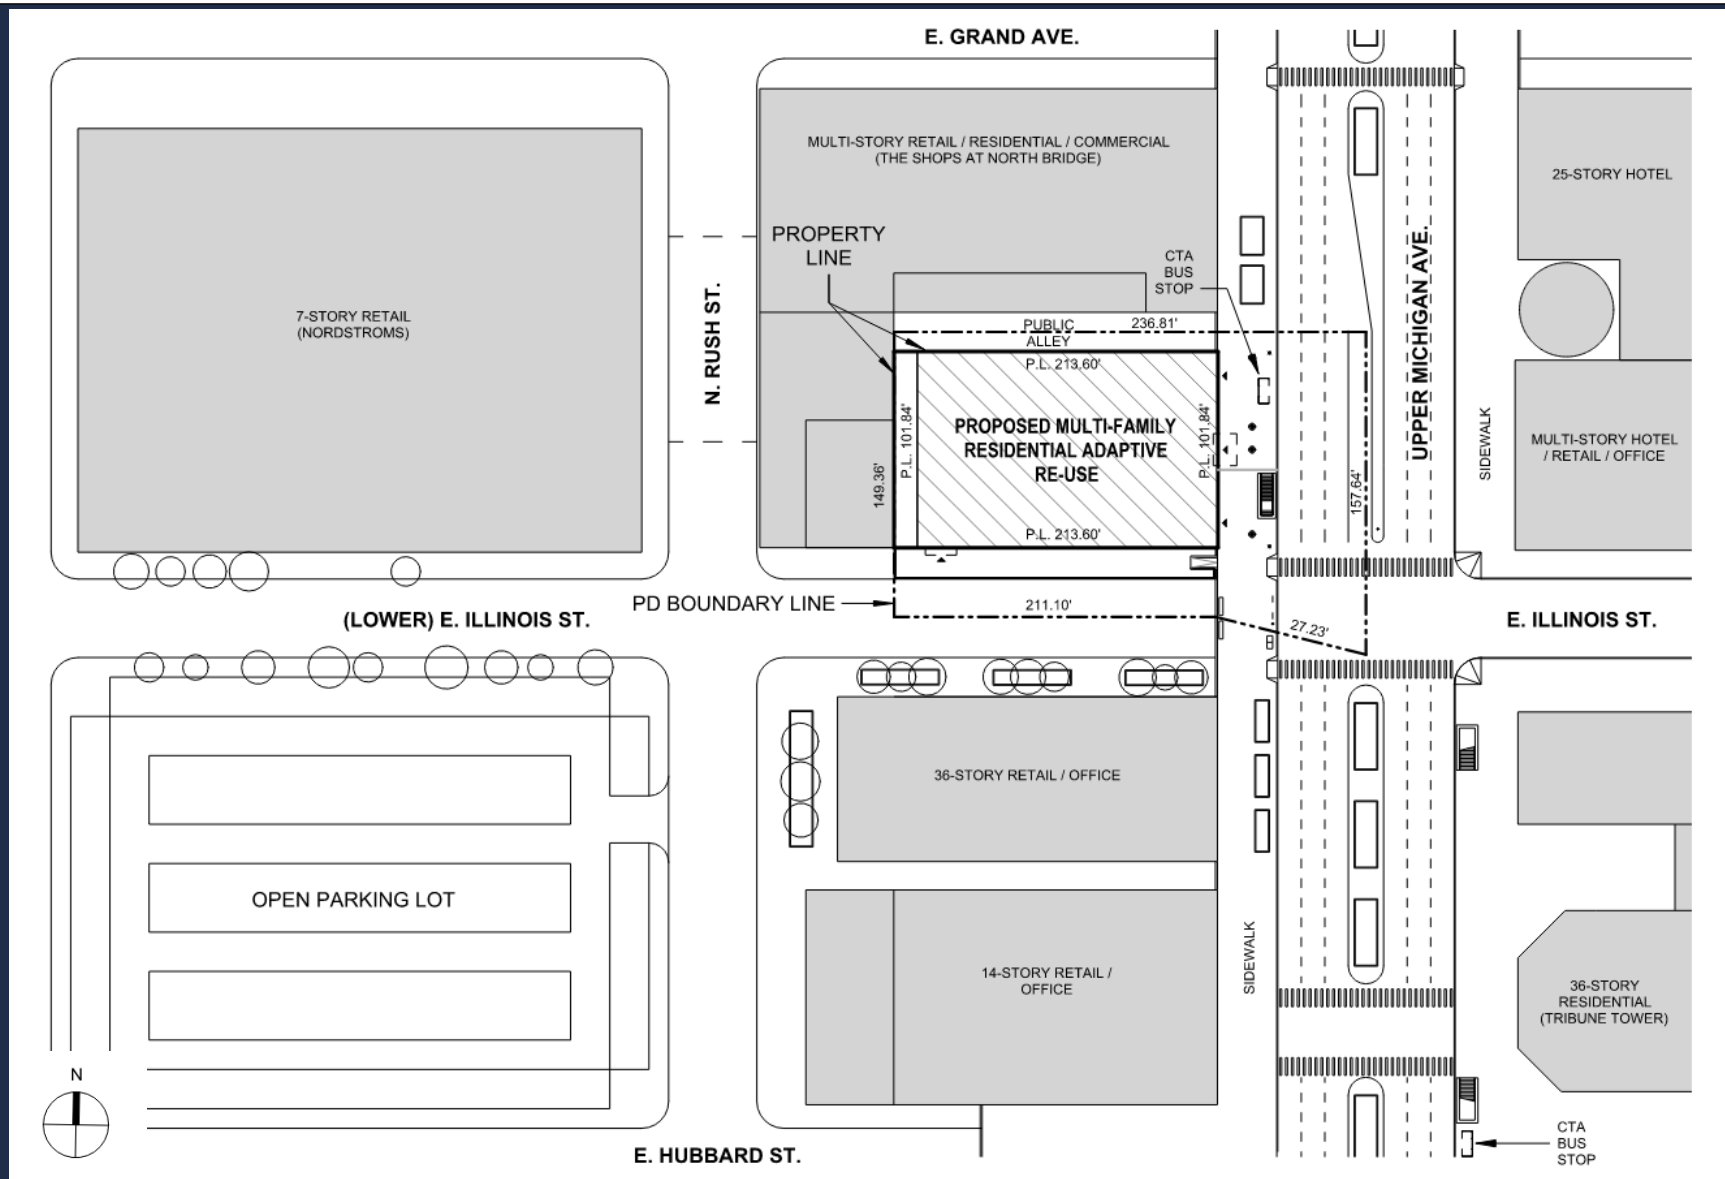 E. GRAND AVE.
MULTI-STORY RETAIL / RESIDENTIAL / COMMERCIAL
(THE SHOPS AT NORTH BRIDGE)
25-STORY HOTEL
PROPERTY
LINE
CTA
BUS
STOP
UPPER MICHIGAN AVE.
7-STORY RETAIL
(NORDSTROMS)
N. RUSH ST.
PUBLIC
ALLEY
236.81'
P.L. 213.60'
P.L. 101.84'
PROPOSED MULTI-FAMILY
RESIDENTIAL ADAPTIVE
RE-USE
P.L. 101.84'
149.36'
157.64'
SIDEWALK
MULTI-STORY HOTEL
/ RETAIL / OFFICE
P.L. 213.60'
PD BOUNDARY LINE
211.10'
27.23'
(LOWER) E. ILLINOIS ST.
E. ILLINOIS ST.
36-STORY RETAIL / OFFICE
OPEN PARKING LOT
SIDEWALK
14-STORY RETAIL /
OFFICE
36-STORY
RESIDENTIAL
(TRIBUNE TOWER)
N
E. HUBBARD ST.
CTA
BUS
STOP